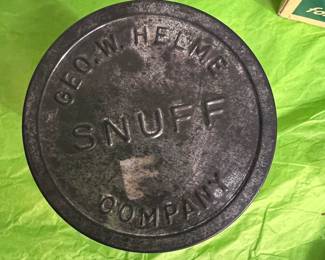 GEO. W. HELME
SNUFF
COMPANY